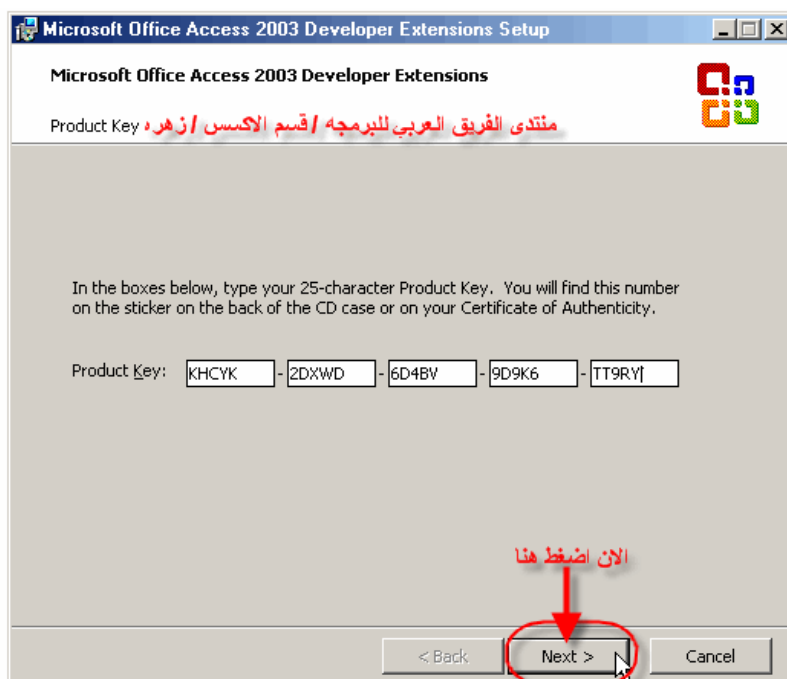 Microsoft Office Access 2003 Developer Extensions Setup
Microsoft Office Access 2003 Developer Extensions
Product Key منتدى الفريق العربي للبرمجه / قسم الاكسس / زهره
In the boxes below, type your 25-character Product Key. You will find this number
on the sticker on the back of the CD case or on your Certificate of Authenticity.
Product Key: KHCYK - 2DXWD - 6D4BV - 9D9K6 - TT9RY
الان اضغط هنا
< Back Next > Cancel